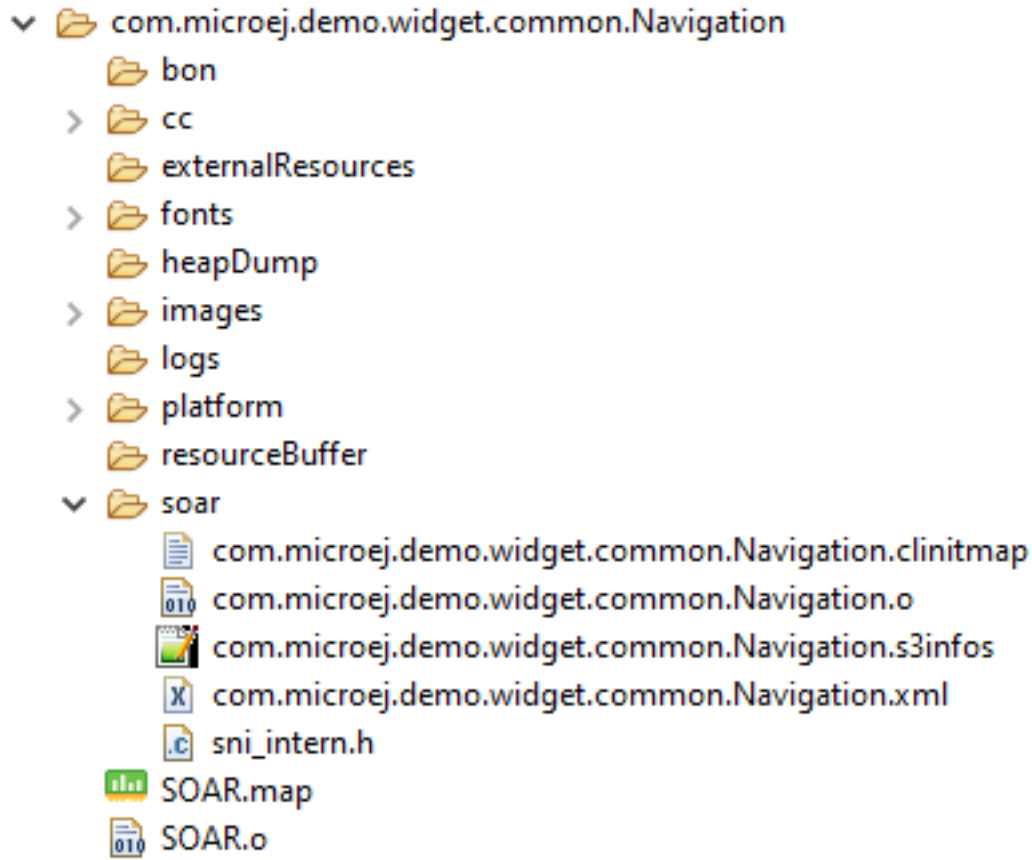 com.microej.demo.widget.common.Navigation
bon
cc
externalResources
fonts
heapDump
images
logs
platform
resourceBuffer
soar
com.microej.demo.widget.common.Navigation.clinitmap
com.microej.demo.widget.common.Navigation.o
com.microej.demo.widget.common.Navigation.s3infos
com.microej.demo.widget.common.Navigation.xml
sni_intern.h
SOAR.map
SOAR.o